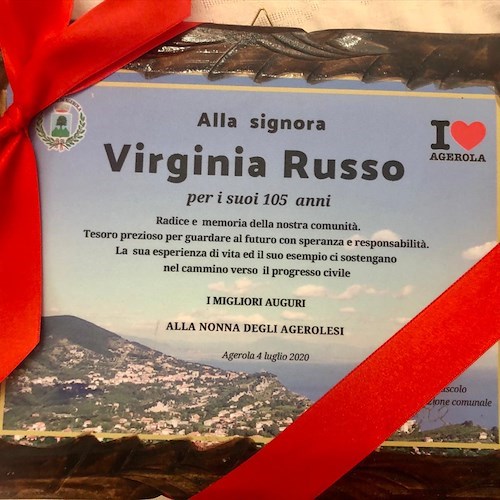 Alla signora
I ❤
AGEROLA
Virginia Russo
per i suoi 105 anni
Radice e memoria della nostra comunità.
Tesoro prezioso per guardare al futuro con speranza e responsabilità.
La sua esperienza di vita ed il suo esempio ci sostengano
nel cammino verso il progresso civile
I MIGLIORI AUGURI
ALLA NONNA DEGLI AGEROLESI
Agerola 4 luglio 2020
comunale